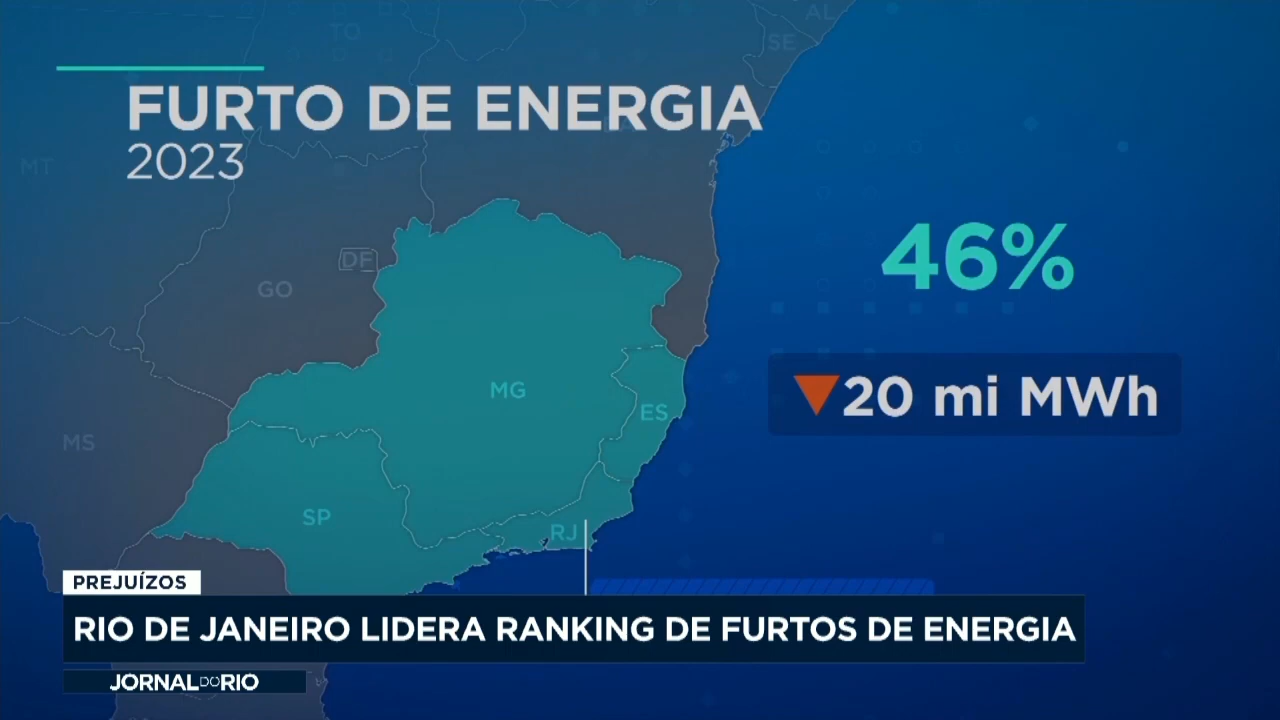 AL
TO
SE
FURTO DE ENERGIA
2023
MT
46%
DF
GO
20 mi MWh
MG
ES
MS
SP
RJ
PREJUÍZOS
RIO DE JANEIRO LIDERA RANKING DE FURTOS DE ENERGIA
JORNAL DO RIO